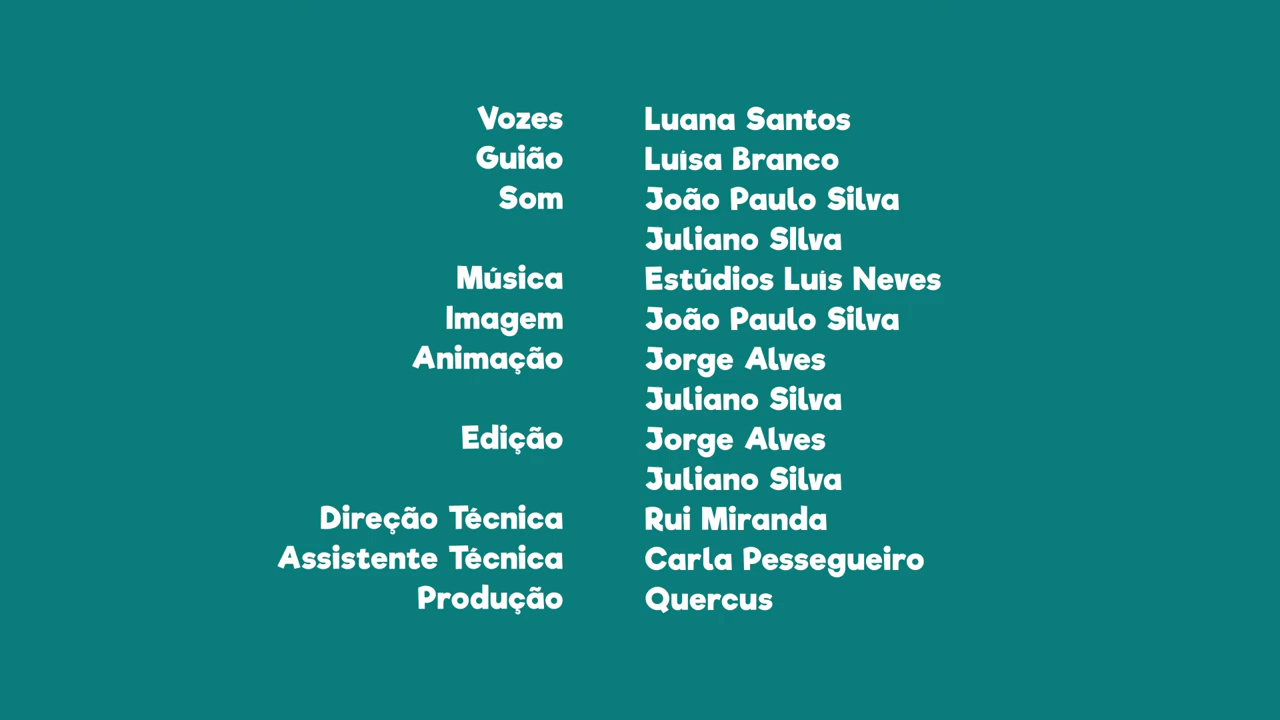 Vozes Luana Santos
Guião Luísa Branco
Som João Paulo Silva
Juliano SIlva
Música Estúdios Luís Neves
Imagem João Paulo Silva
Animação Jorge Alves
Juliano Silva
Edição Jorge Alves
Juliano Silva
Direção Técnica Rui Miranda
Assistente Técnica Carla Pessegueiro
Produção Quercus